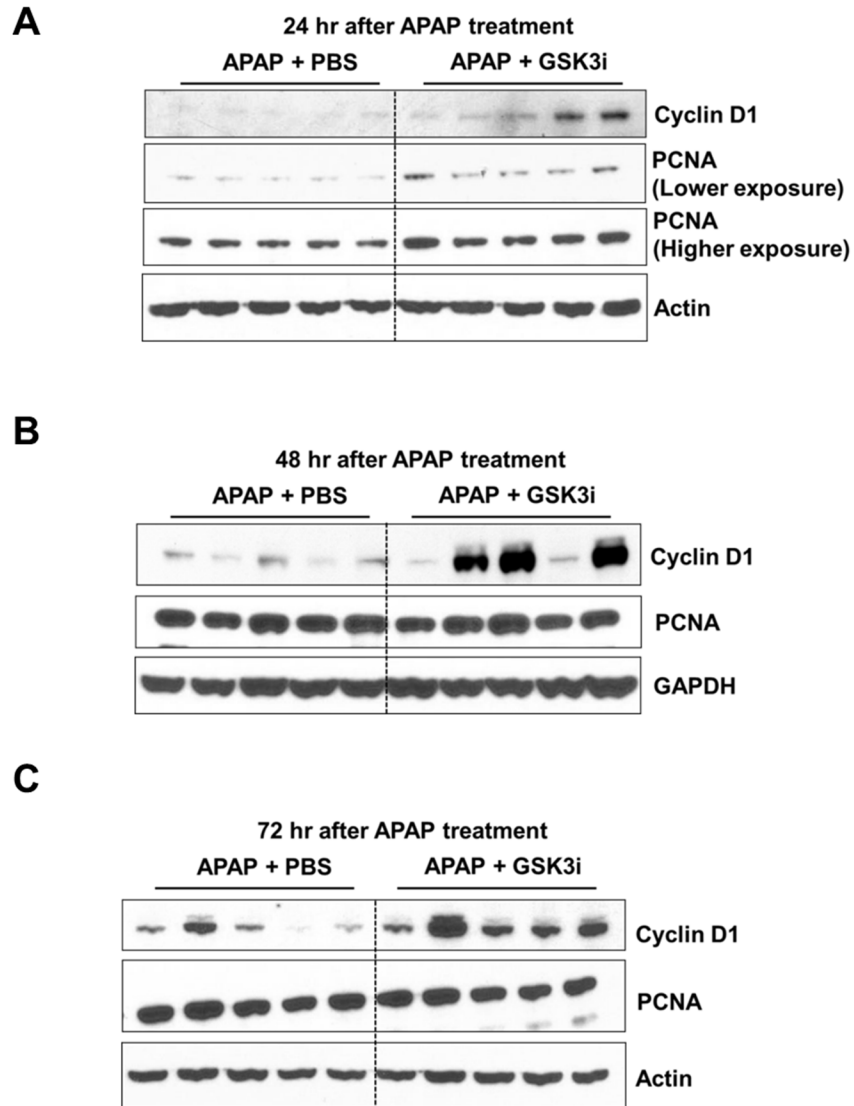 A
24 hr after APAP treatment
APAP + PBS
APAP + GSK3i
Cyclin D1
PCNA
(Lower exposure)
PCNA
(Higher exposure)
Actin
B
48 hr after APAP treatment
APAP + PBS
APAP + GSK3i
Cyclin D1
PCNA
GAPDH
C
72 hr after APAP treatment
APAP + PBS
APAP + GSK3i
Cyclin D1
PCNA
Actin